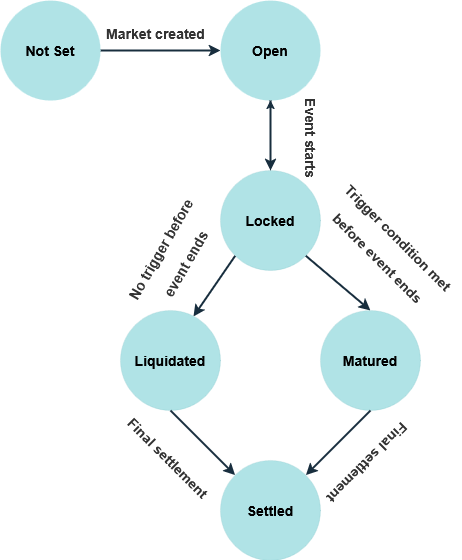 Market created
Not Set
Open
Event starts
Locked
No trigger before
event ends
Trigger condition met
before event ends
Liquidated
Matured
Final settlement
Final settlement
Settled